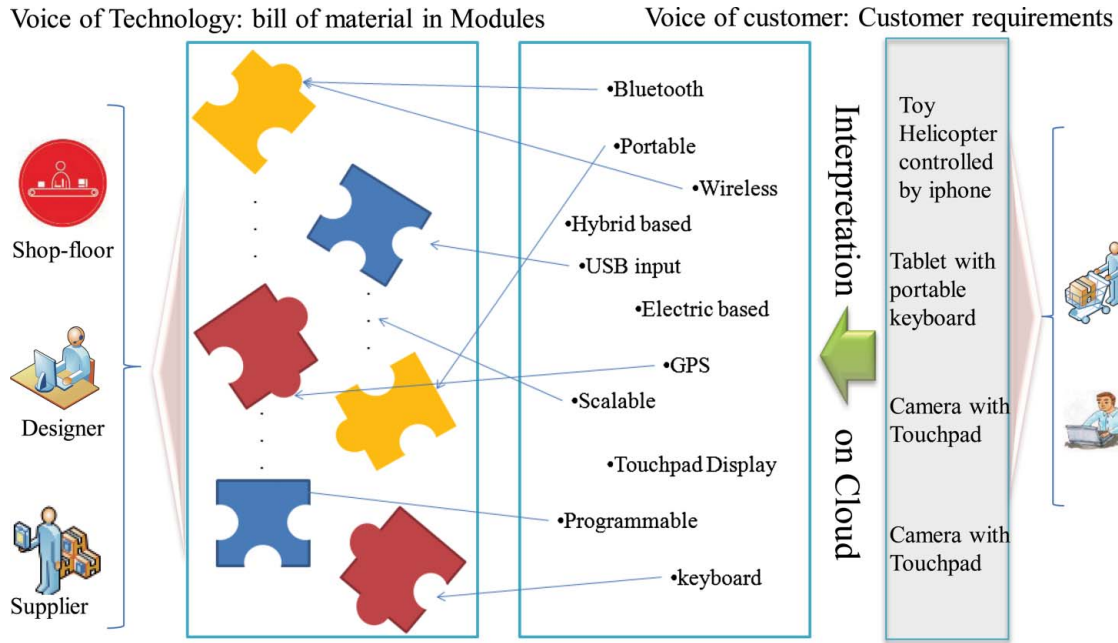 Voice of Technology: bill of material in Modules
Voice of customer: Customer requirements
Shop-floor
Designer
Supplier
•Bluetooth
•Portable
•Wireless
•Hybrid based
•USB input
•Electric based
•GPS
•Scalable
•Touchpad Display
•Programmable
•keyboard
Interpretation
on Cloud
Toy
Helicopter
controlled
by iphone
Tablet with
portable
keyboard
Camera with
Touchpad
Camera with
Touchpad